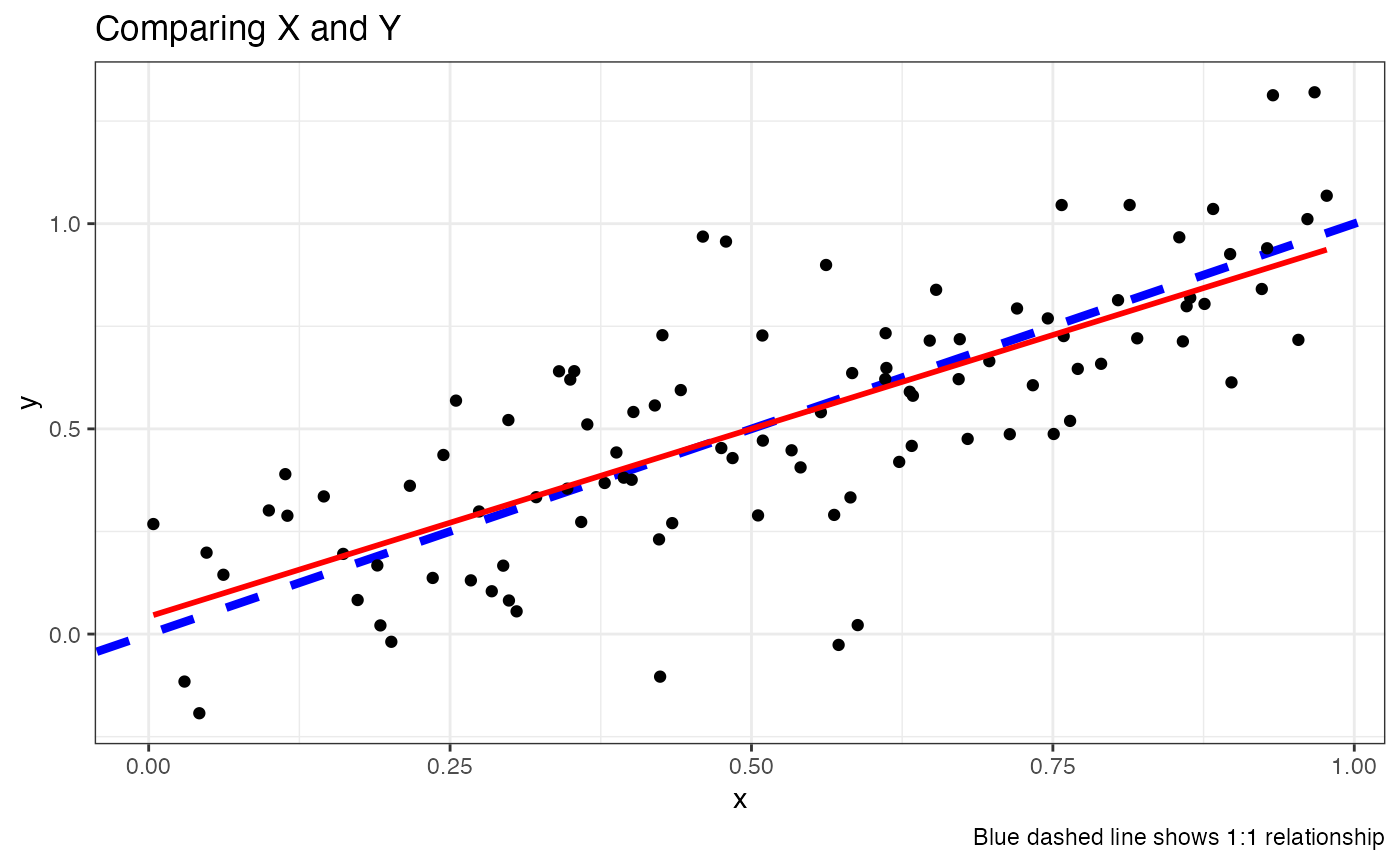 Comparing X and Y
1.0
0.5
0.0
y
0.00 0.25 0.50 0.75 1.00
x
Blue dashed line shows 1:1 relationship